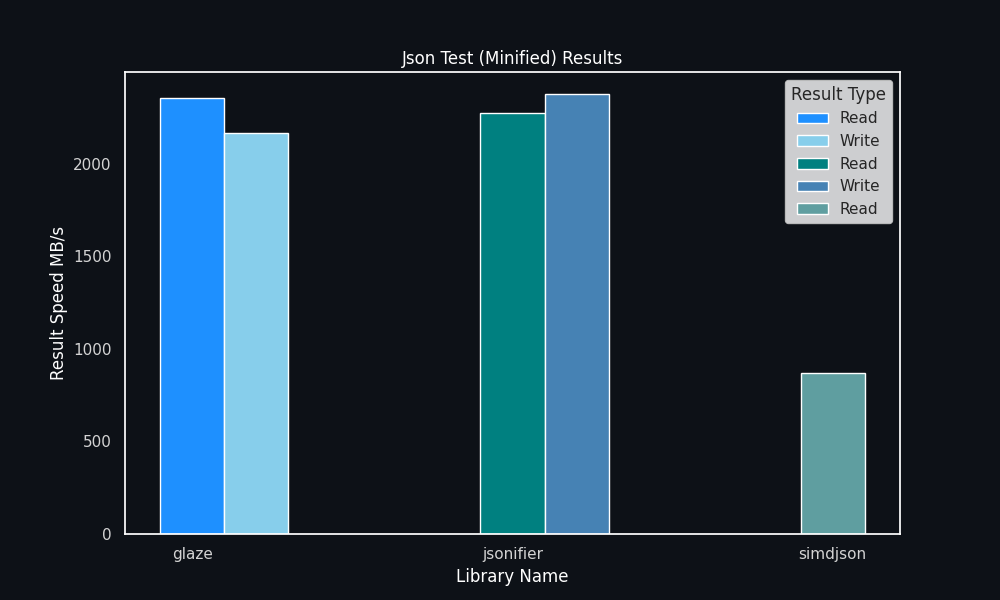 Json Test (Minified) Results
Result Type
Read
Write
Read
Write
Read
Result Speed MB/s
2000
1500
1000
500
0
glaze
jsonifier
simdjson
Library Name